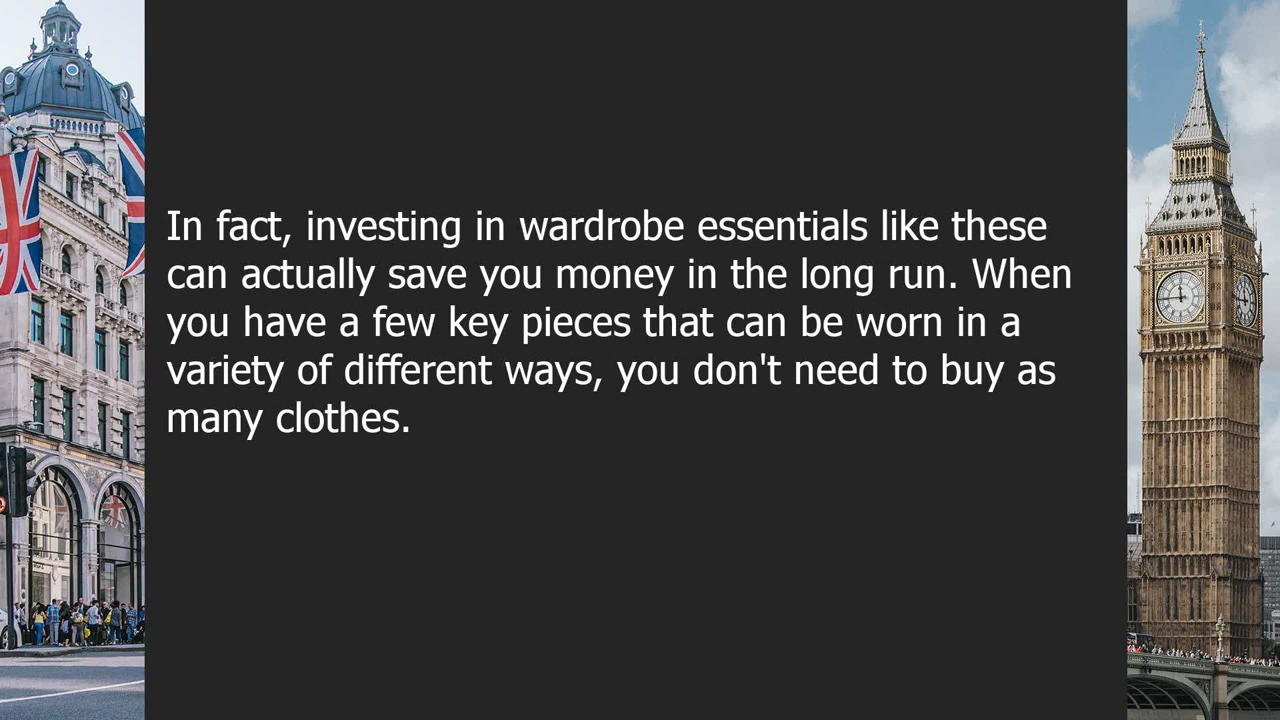 In fact, investing in wardrobe essentials like these
can actually save you money in the long run. When
you have a few key pieces that can be worn in a
variety of different ways, you don't need to buy as
many clothes.